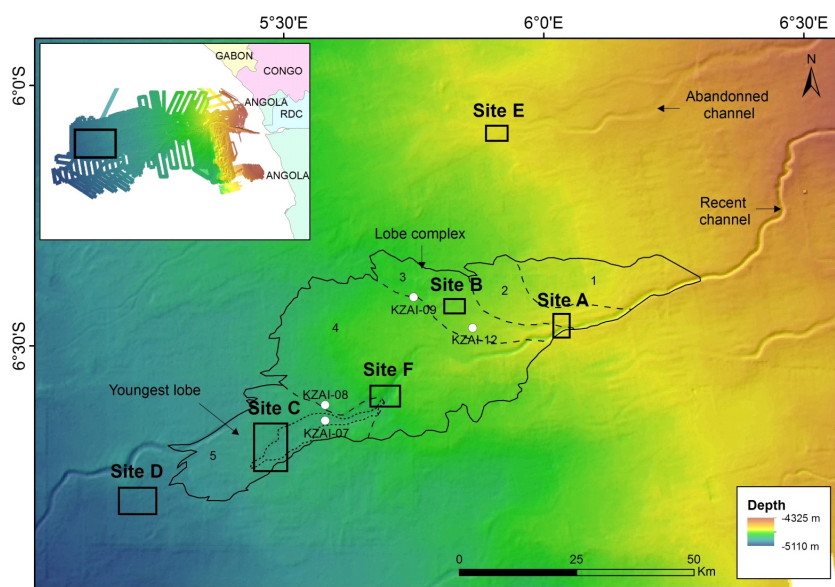 5°30'E 6°0'E 6°30'E
6°0'S
6°30'S
GABON
CONGO
ANGOLA
RDC
ANGOLA
N
Site E
Abandonned
channel
Recent
channel
Lobe complex
3
Site B
2
1
Site A
KZAI-09
4
KZAI-12
Site F
Youngest lobe
KZAI-08
Site C
KZAI-07
5
Site D
Depth
-4325 m
-5110 m
0 25 50
Km